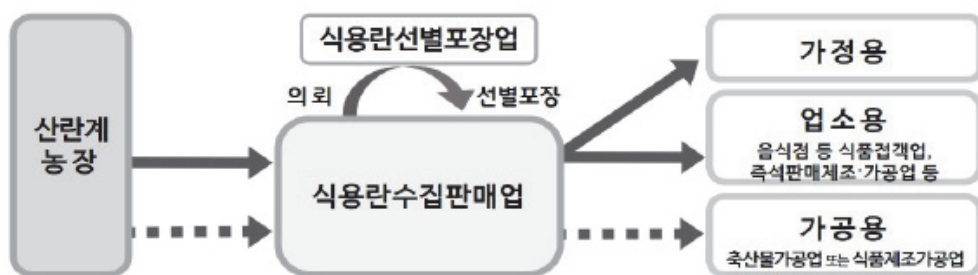 식용란선별포장업
의뢰
선별포장
산란계
농장
식용란수집판매업
가정용
업소용
음식점 등 식품접객업,
즉석판매제조·가공업 등
가공용
축산물가공업 또는 식품제조가공업